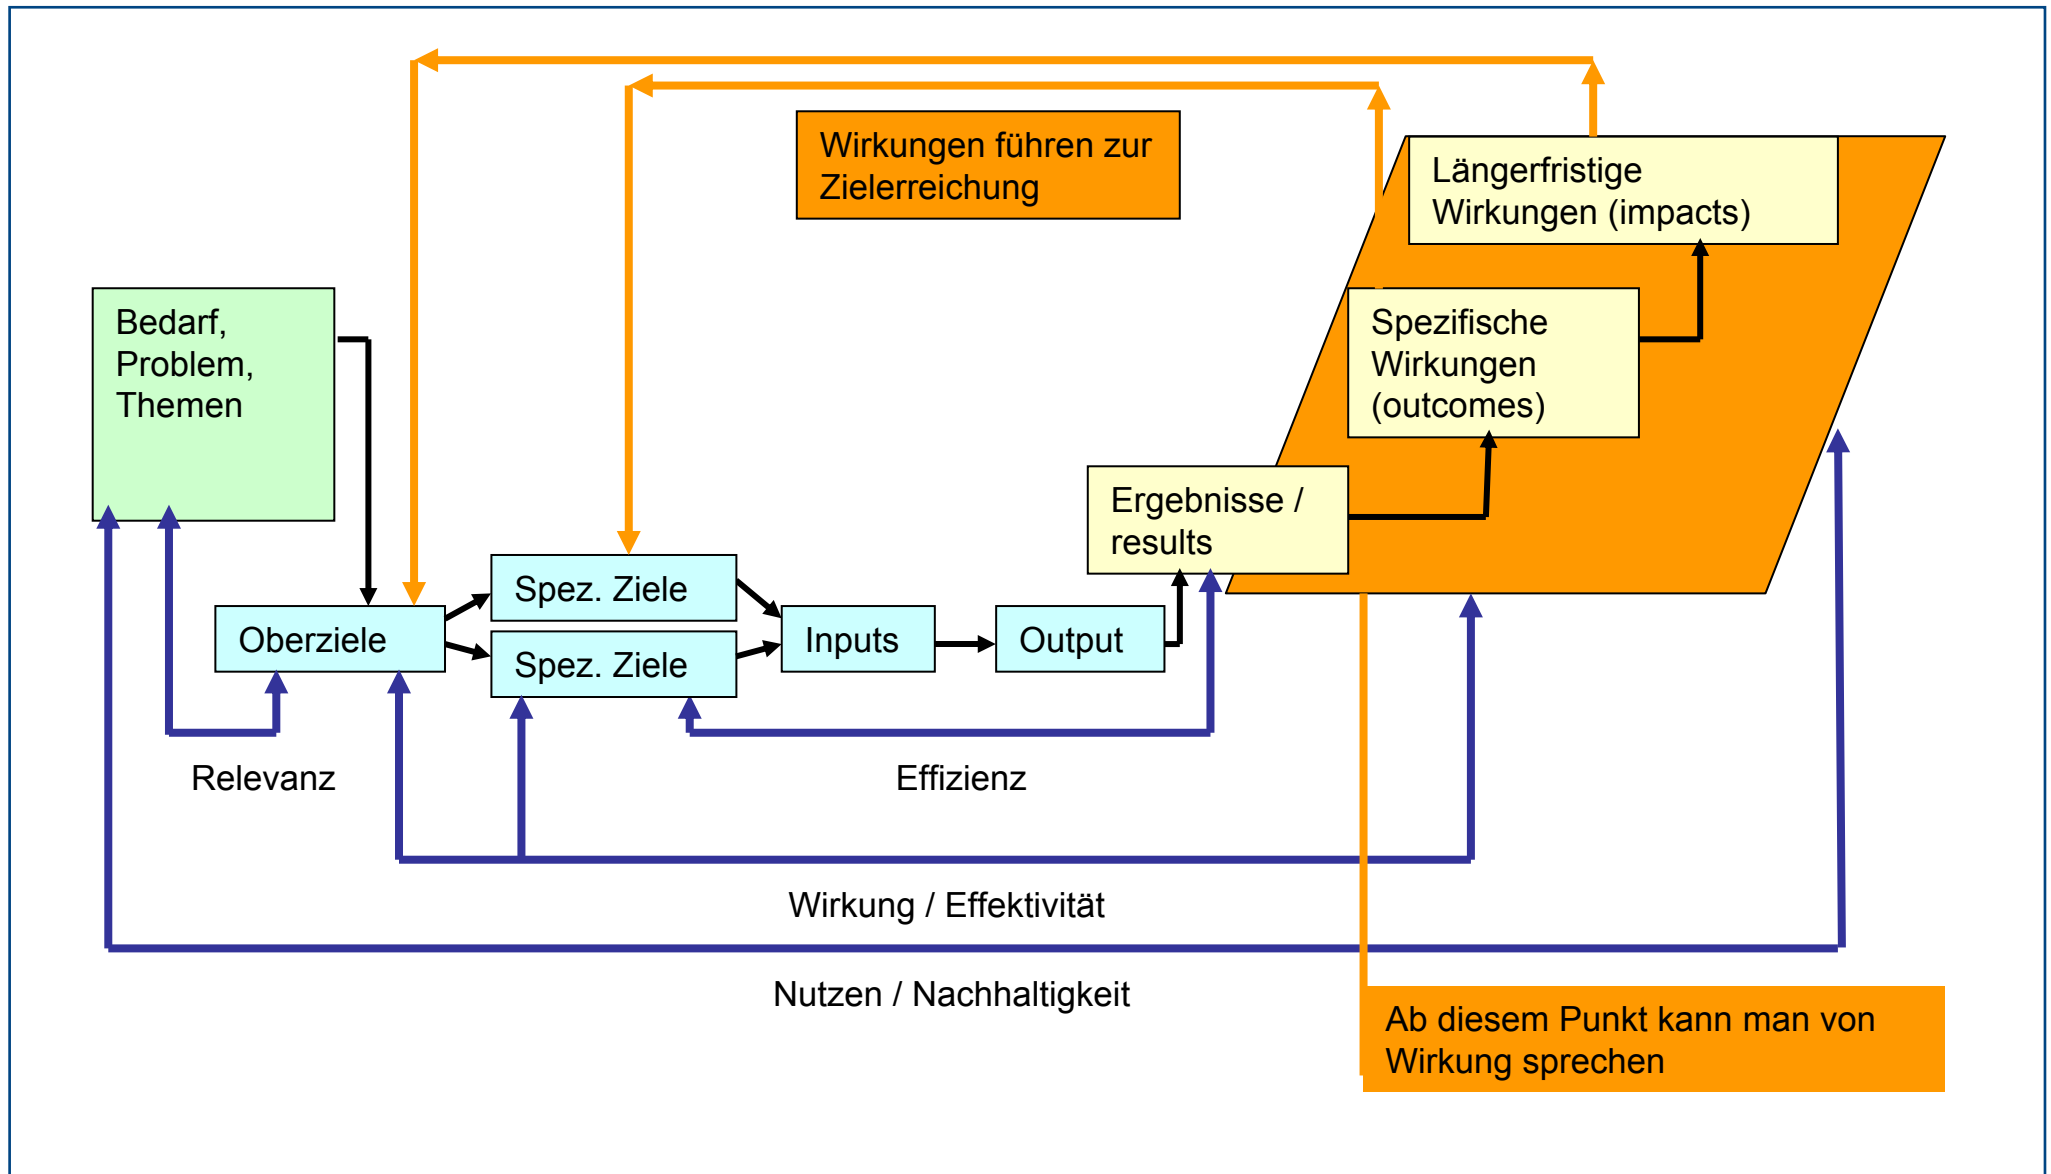 Wirkungen führen zur
Zielerreichung
Längerfristige
Wirkungen (impacts)
Bedarf,
Problem,
Themen
Spezifische
Wirkungen
(outcomes)
Ergebnisse /
results
Spez. Ziele
Oberziele
Spez. Ziele
Inputs
Output
Relevanz
Effizienz
Wirkung / Effektivität
Nutzen / Nachhaltigkeit
Ab diesem Punkt kann man von
Wirkung sprechen